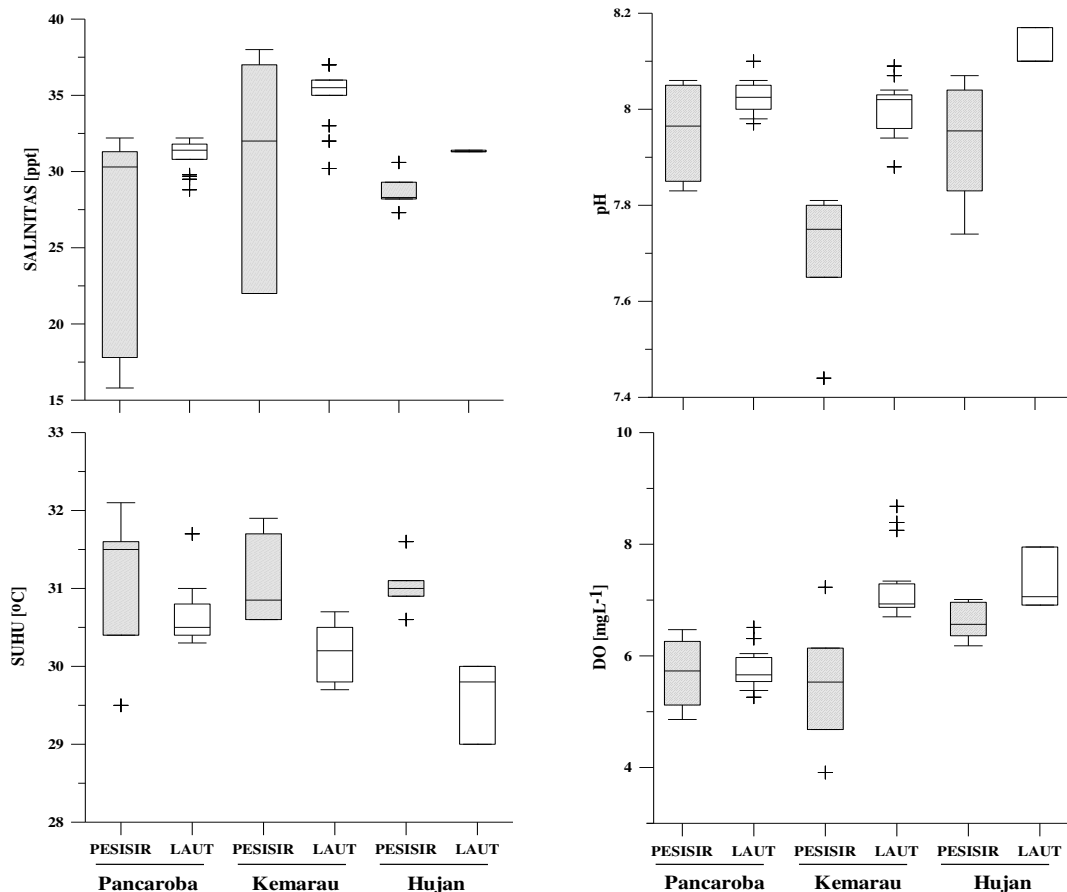 40
35
30
25
20
15
SALINITAS [ppt]
8.2
8
7.8
7.6
7.4
pH
33
32
31
30
29
28
SUHU [oC]
PESISIR LAUT PESISIR LAUT PESISIR LAUT
Pancaroba Kemarau Hujan
10
8
6
4
DO [mgL-1]
PESISIR LAUT PESISIR LAUT PESISIR LAUT
Pancaroba Kemarau Hujan